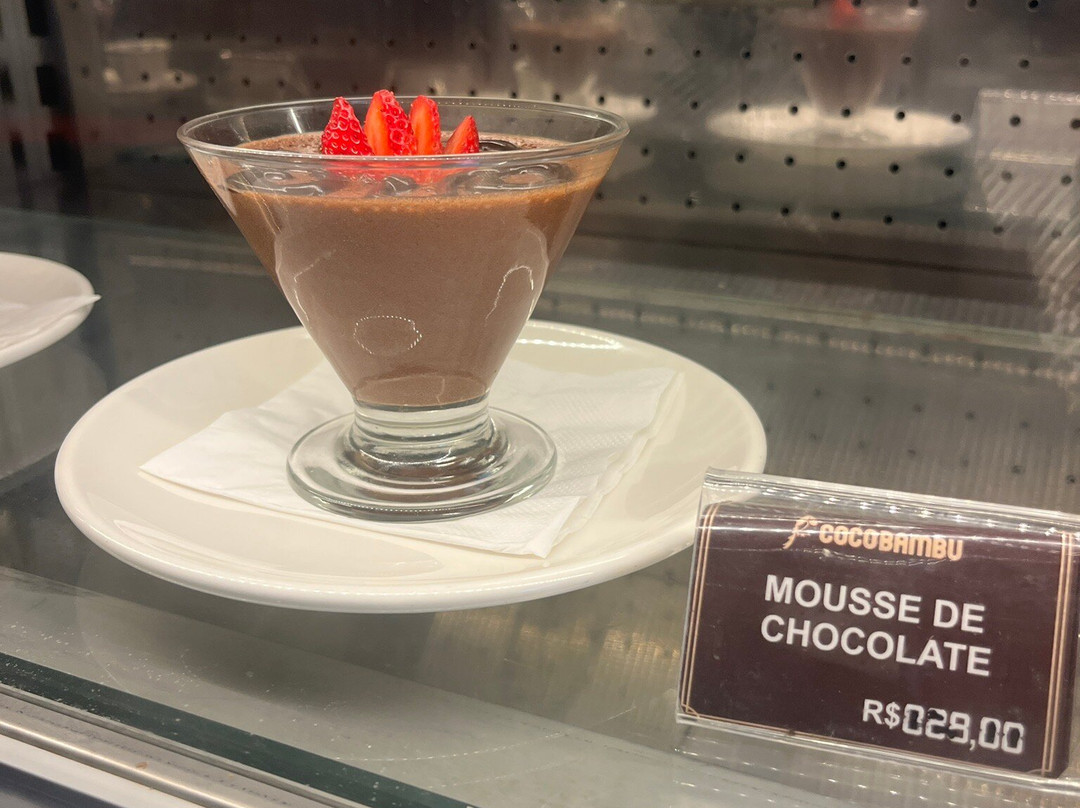 COCOBAMBU
MOUSSE DE
CHOCOLATE
R$029,00